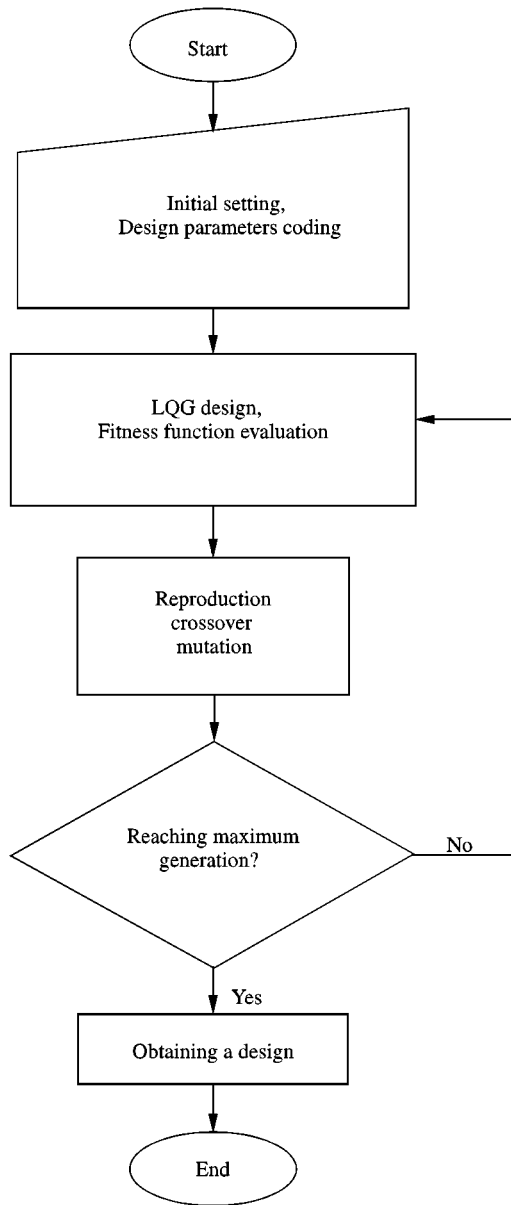 Start
Initial setting,
Design parameters coding
LQG design,
Fitness function evaluation
Reproduction
crossover
mutation
Reaching maximum
generation?
No
Yes
Obtaining a design
End